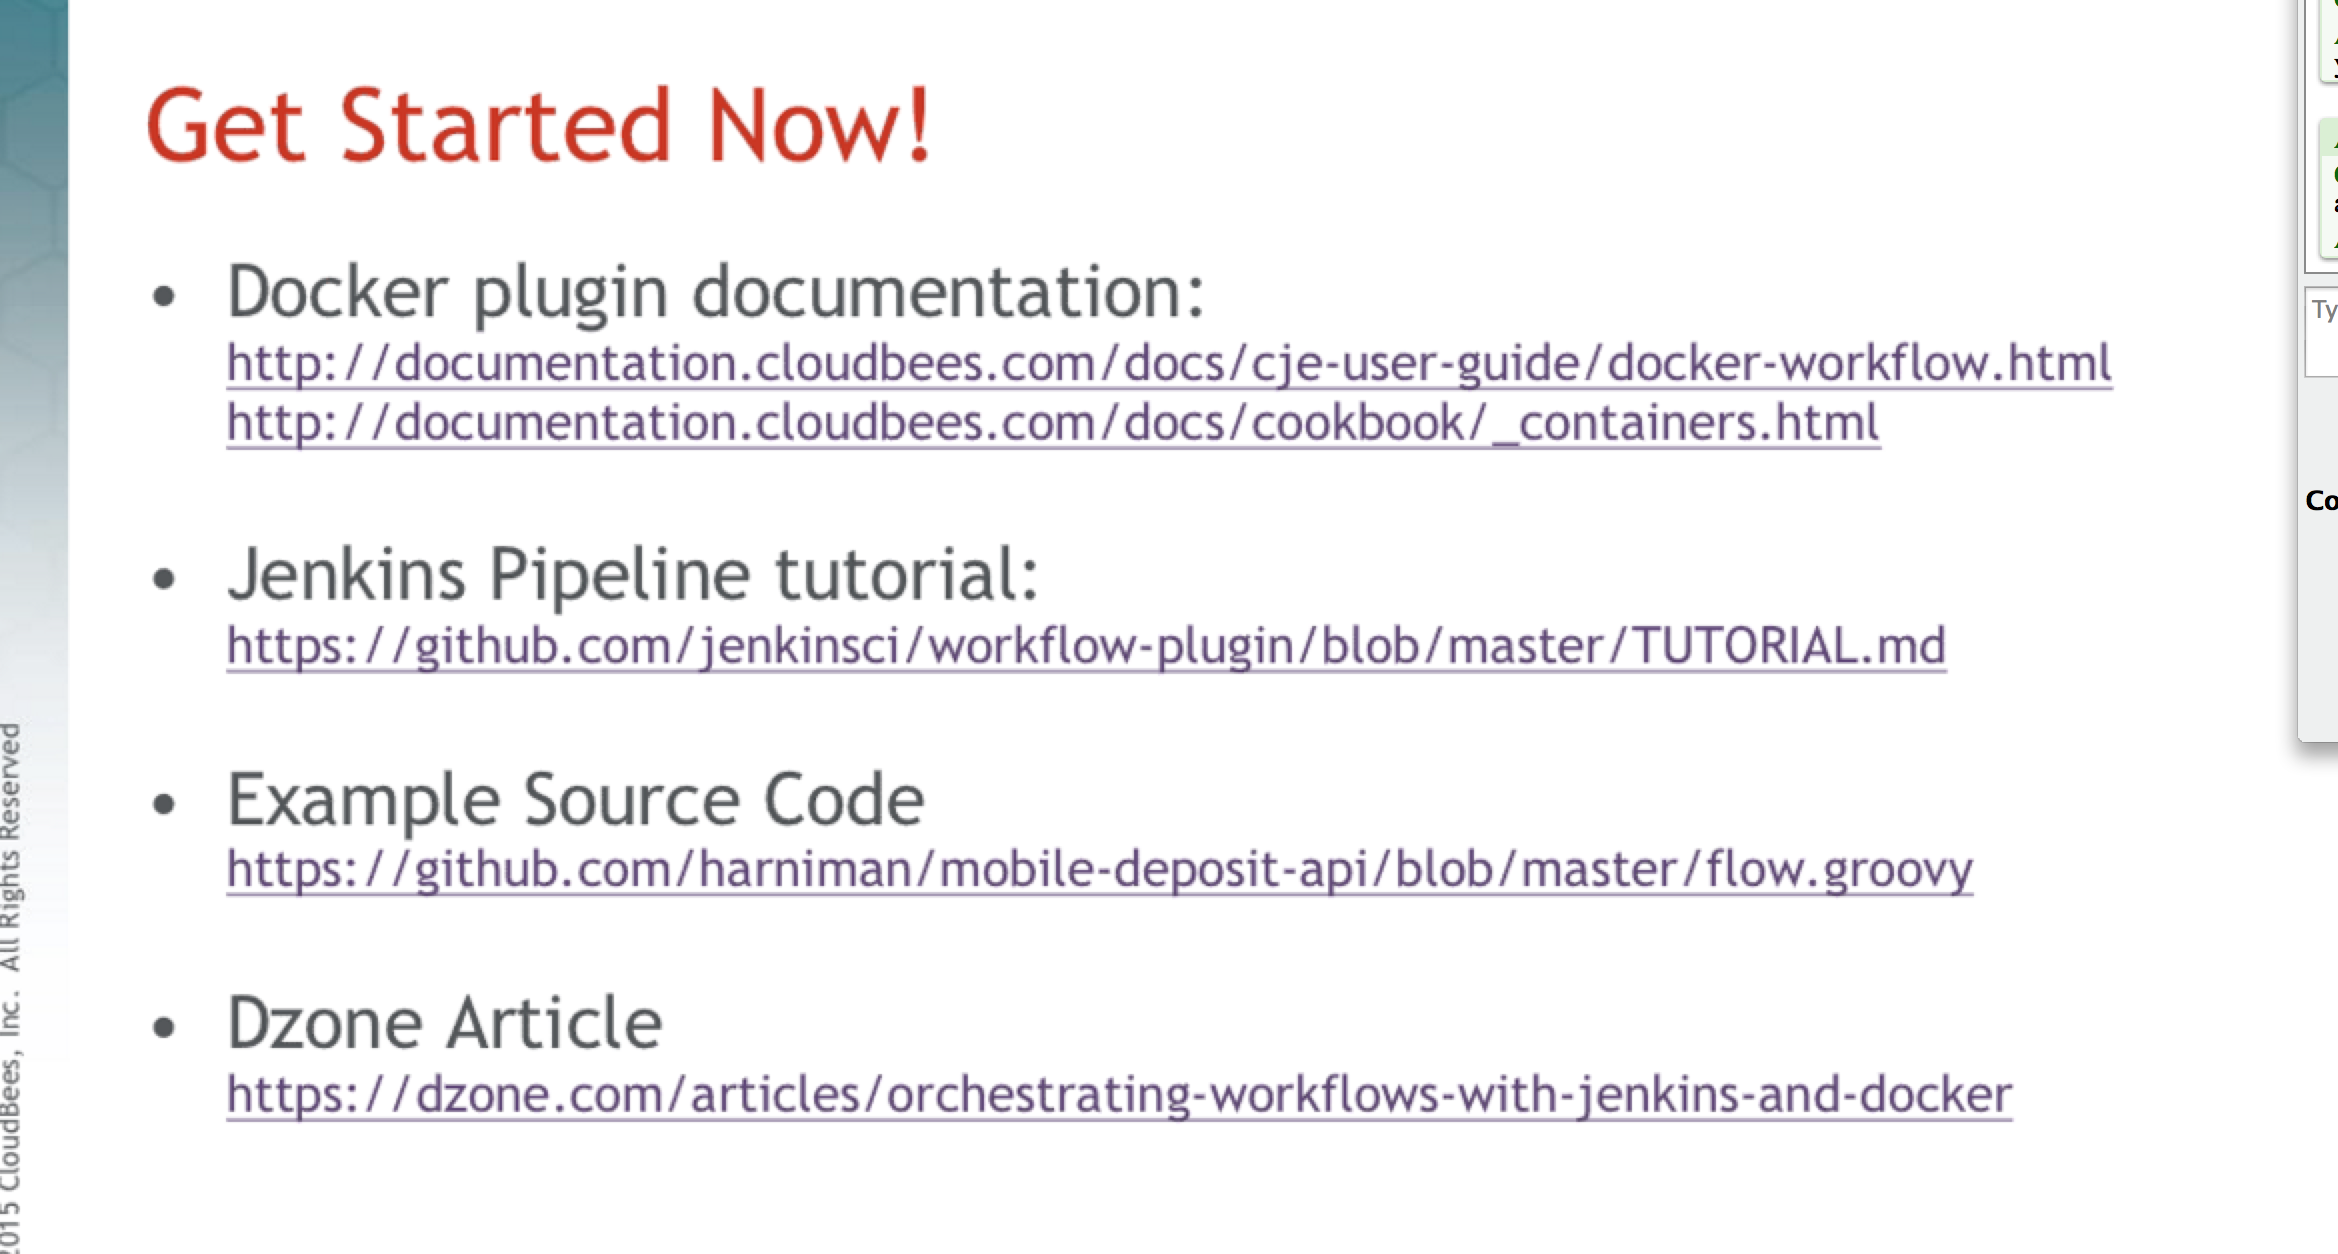 Get Started Now!
• Docker plugin documentation:
http://documentation.cloudbees.com/docs/cje-user-guide/docker-workflow.html
http://documentation.cloudbees.com/docs/cookbook/_containers.html
• Jenkins Pipeline tutorial:
https://github.com/jenkinsci/workflow-plugin/blob/master/TUTORIAL.md
• Example Source Code
https://github.com/harniman/mobile-deposit-api/blob/master/flow.groovy
• Dzone Article
https://dzone.com/articles/orchestrating-workflows-with-jenkins-and-docker
2015 CloudBees, Inc. All Rights Reserved
Ty
Co